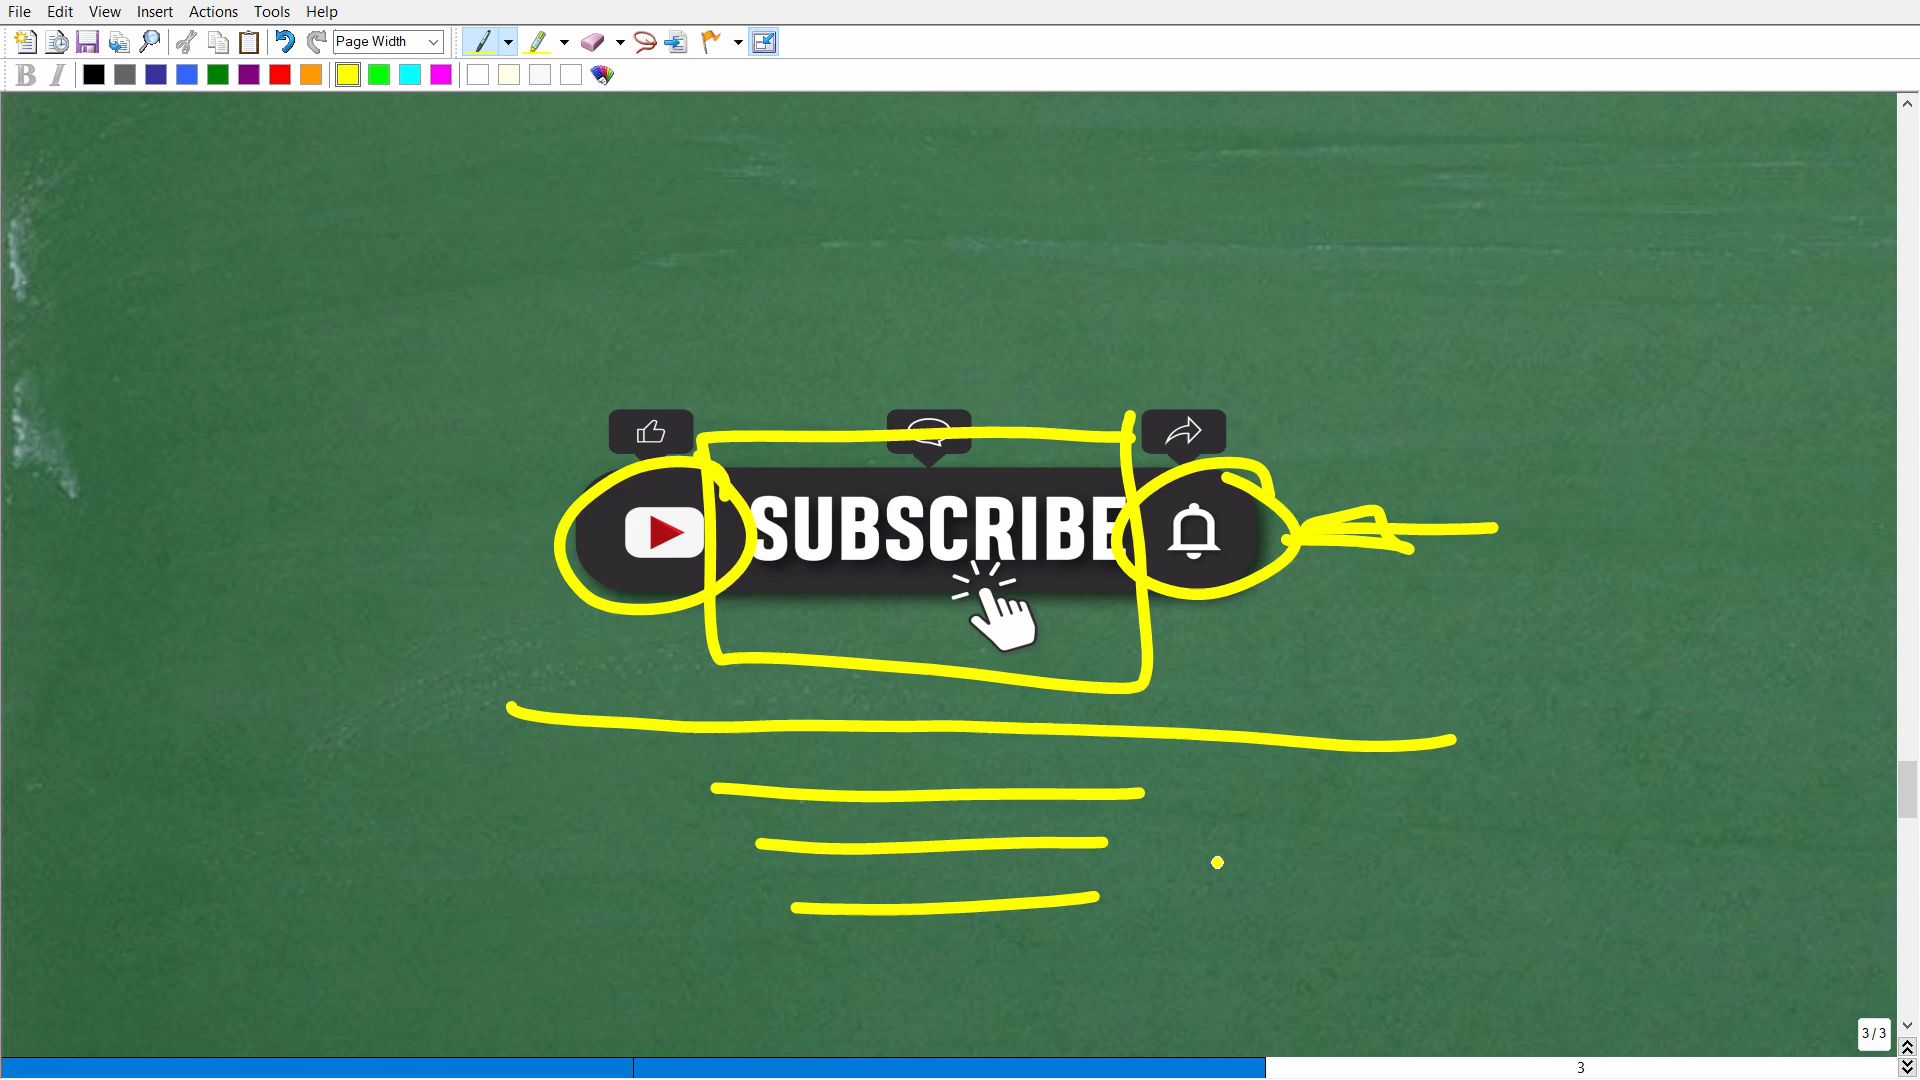 File Edit View Insert Actions Tools Help
Page Width
B I
SUBSCRIBE
3 / 3
3